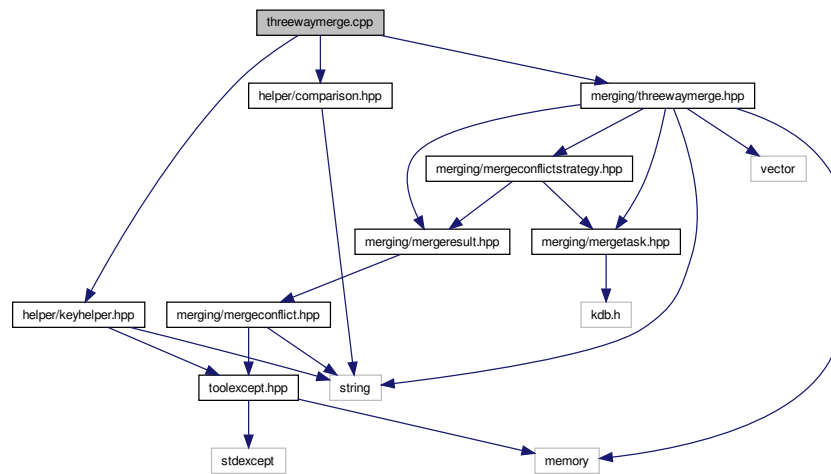 threewaymerge.cpp
helper/comparison.hpp
merging/threewaymerge.hpp
merging/mergeconflictstrategy.hpp
vector
merging/mergeresult.hpp
merging/mergetask.hpp
helper/keyhelper.hpp
merging/mergeconflict.hpp
kdb.h
toolexcept.hpp
string
stdexcept
memory